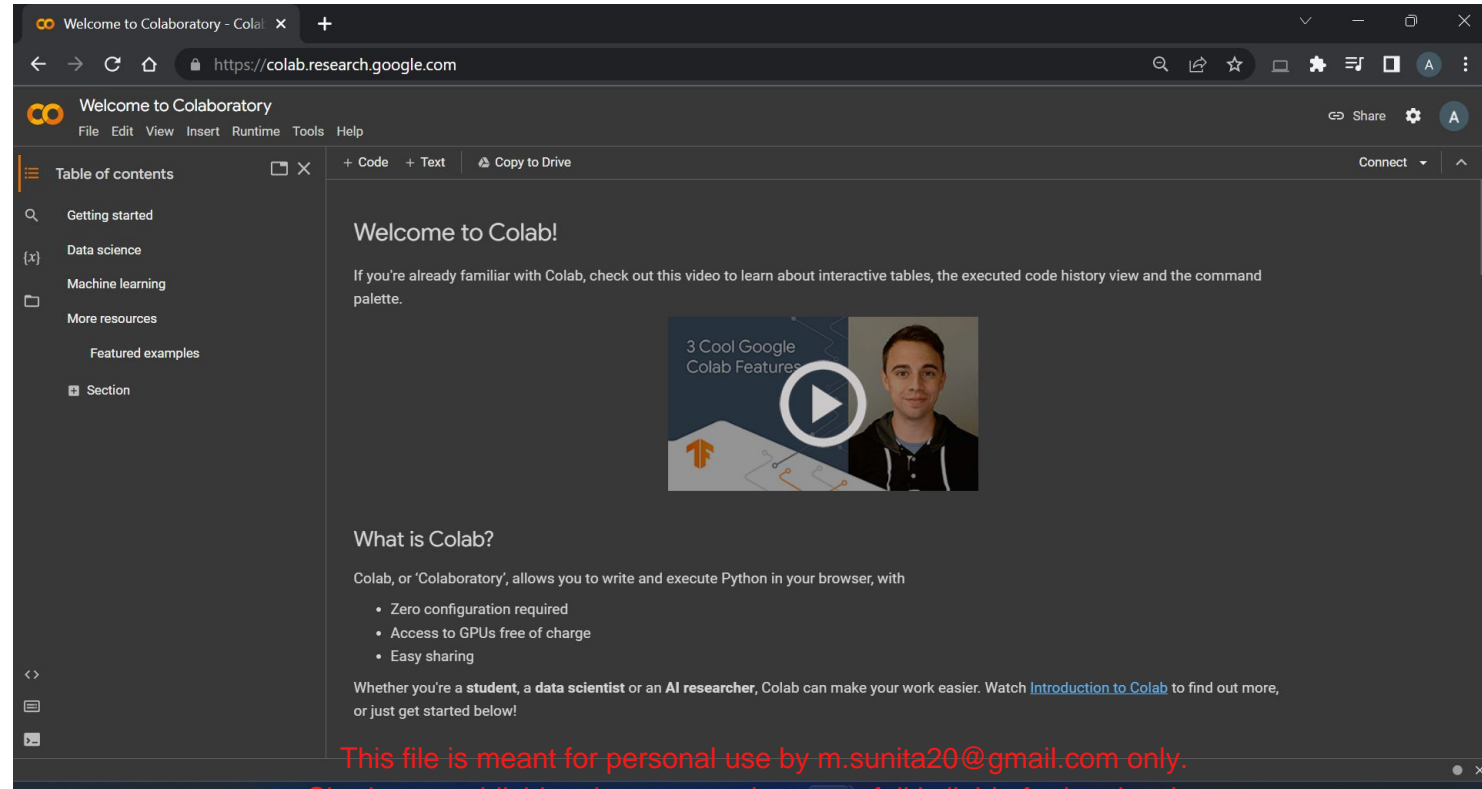 Welcome to Colaboratory - Colab
https://colab.research.google.com
A
Welcome to Colaboratory
File Edit View Insert Runtime Tools Help
Share
A
Table of contents
+ Code + Text Copy to Drive
Connect
Getting started
{x} Data science
Machine learning
More resources
Featured examples
Section
Welcome to Colab!
If you're already familiar with Colab, check out this video to learn about interactive tables, the executed code history view and the command
palette.
3 Cool Google
Colab Features
What is Colab?
Colab, or ‘Colaboratory’, allows you to write and execute Python in your browser, with
• Zero configuration required
• Access to GPUs free of charge
• Easy sharing
Whether you're a student, a data scientist or an AI researcher, Colab can make your work easier. Watch Introduction to Colab to find out more,
or just get started below!
This file is meant for personal use by m.sunita20@gmail.com only.